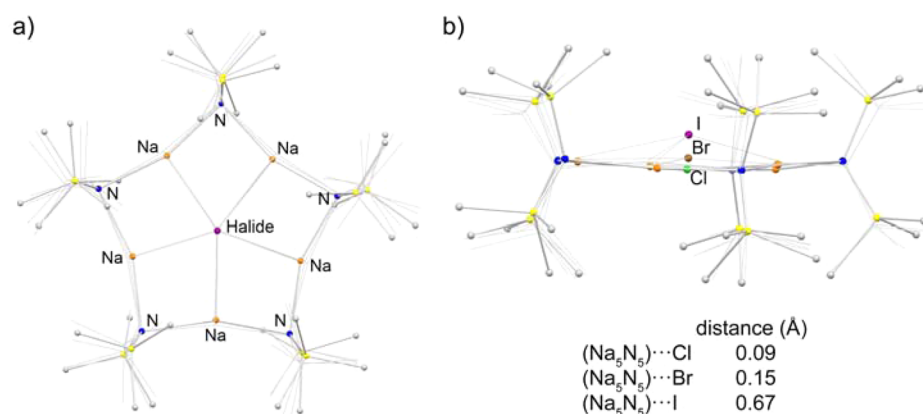 a)
N
Na
Na
N
N
Halide
Na
Na
N
Na
N
b)
I
Br
Cl
distance (Å)
(Na₅N₅)···Cl 0.09
(Na₅N₅)···Br 0.15
(Na₅N₅)···I 0.67